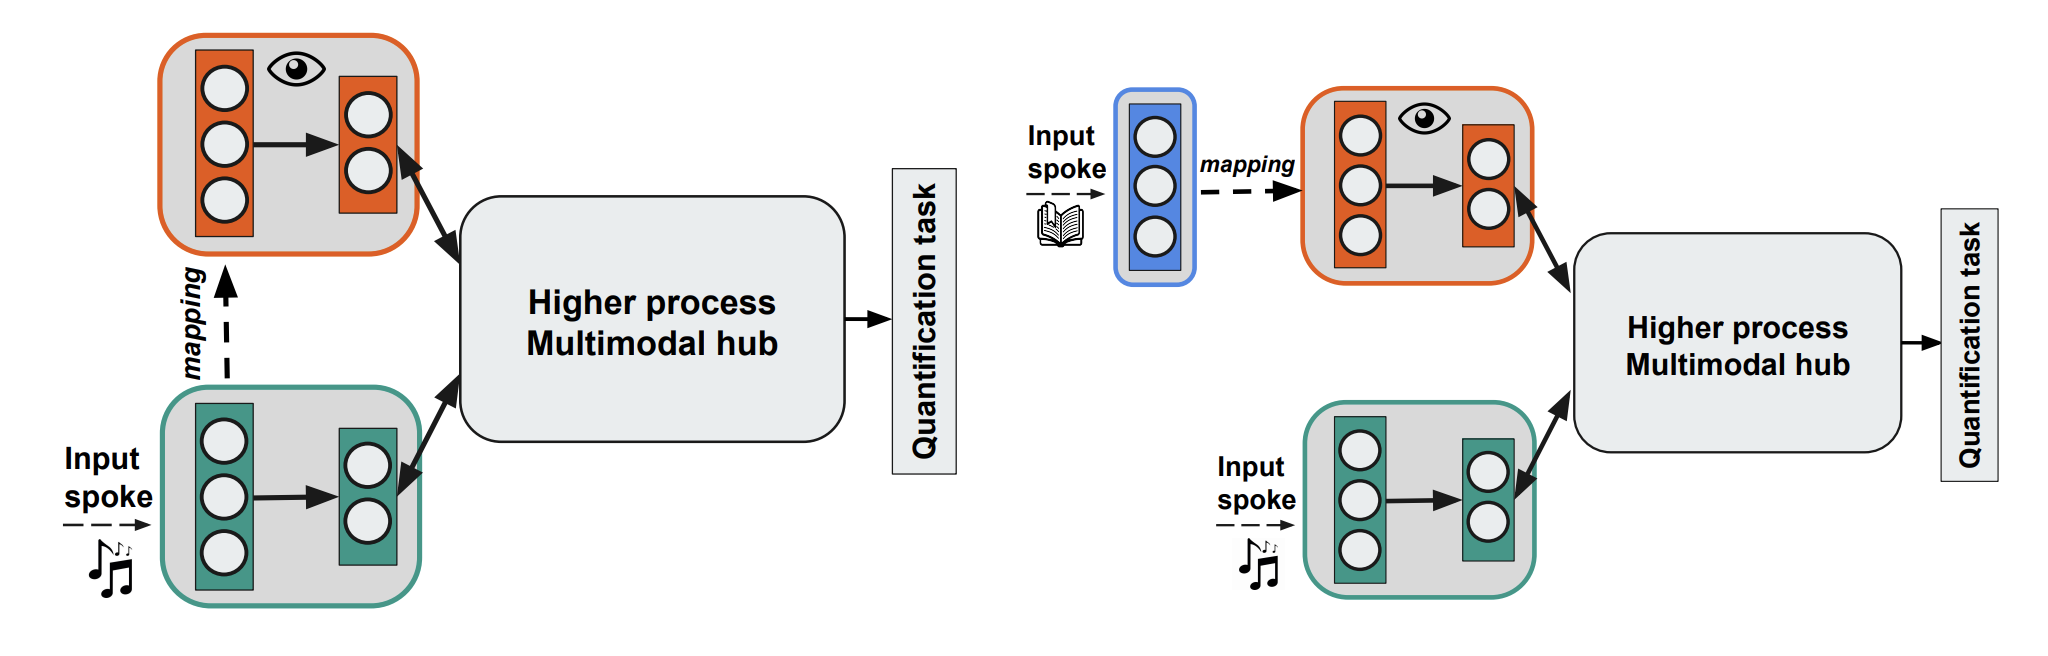 mapping
Input
spoke
Higher process
Multimodal hub
Quantification task
Input
spoke
mapping
Input
spoke
Higher process
Multimodal hub
Quantification task